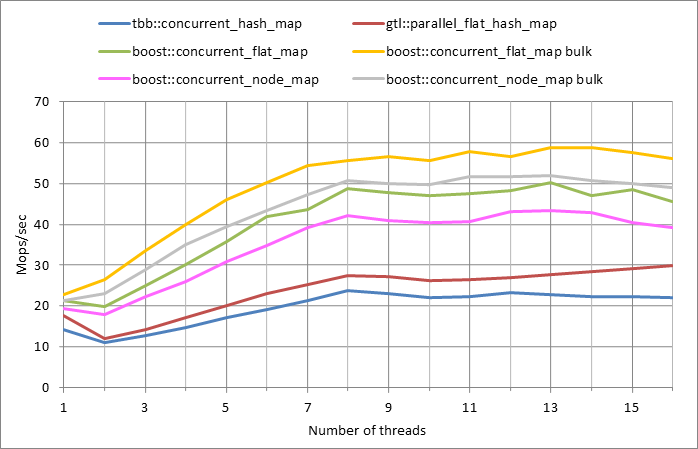 tbb::concurrent_hash_map gtl::parallel_flat_hash_map
boost::concurrent_flat_map boost::concurrent_flat_map bulk
boost::concurrent_node_map boost::concurrent_node_map bulk
70
60
50
40
30
20
10
0
Mops/sec
1 3 5 7 9 11 13 15
Number of threads